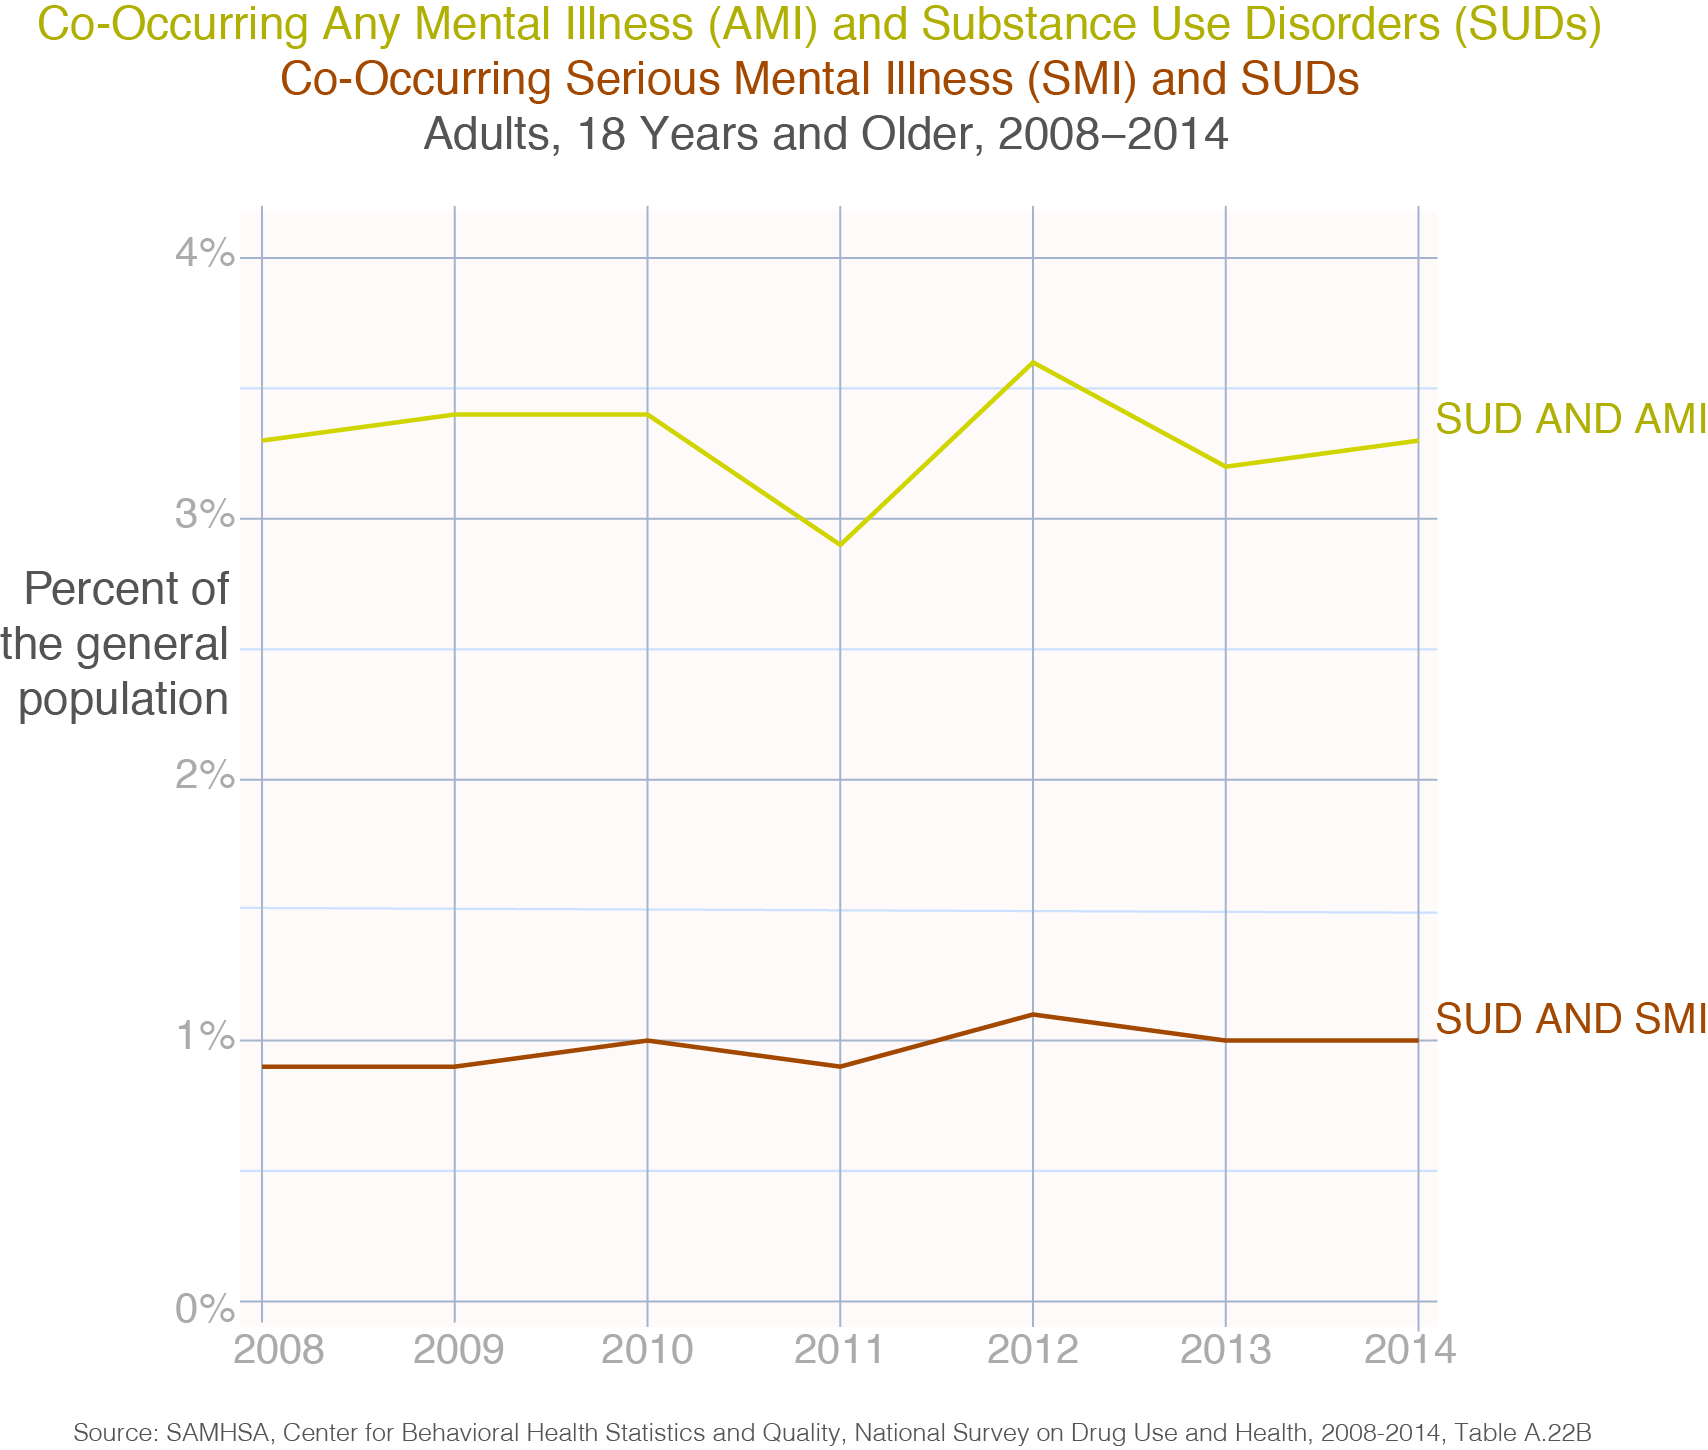 Co-Occurring Any Mental Illness (AMI) and Substance Use Disorders (SUDs)
Co-Occurring Serious Mental Illness (SMI) and SUDs
Adults, 18 Years and Older, 2008–2014
4%
SUD AND AMI
3%
Percent of
the general
population
2%
SUD AND SMI
1%
0%
2008 2009 2010 2011 2012 2013 2014
Source: SAMHSA, Center for Behavioral Health Statistics and Quality, National Survey on Drug Use and Health, 2008-2014, Table A.22B